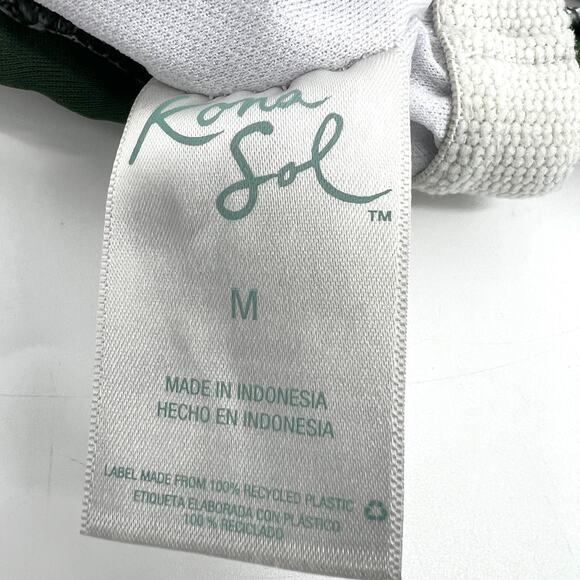 Kona
Sol
TM
M
MADE IN INDONESIA
HECHO EN INDONESIA
LABEL MADE FROM 100% RECYCLED PLASTIC
ETIQUETA ELABORADA CON PLÁSTICO
100% RECICLADO